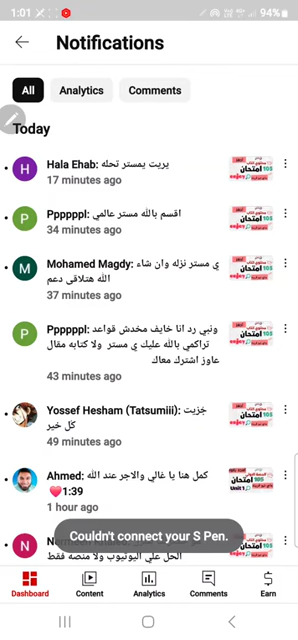 1:01
94%
Notifications
All
Analytics
Comments
Today
H
Hala Ehab: يريت يمستر تحله
17 minutes ago
P
Ppppppl: اقسم بالله مستر عالمي
34 minutes ago
M
Mohamed Magdy: ي مستر نزله وان شاء
الله هتلاقى دعم
37 minutes ago
P
Ppppppl: ونبي رد انا خايف مخدش قواعد
تراكمي بالله عليك ي مستر ولا كتابه مقال
عاوز اشترك معاك
43 minutes ago
Yossef Hesham (Tatsumiii): جَزيت
كل خير
49 minutes ago
Ahmed: كمل هنا يا غالي والاجر عند الله
❤️1:39
1 hour ago
Couldn't connect your S Pen.
N
الحل علي اليوتيوب ولا منصه فقط
Dashboard
Content
Analytics
Comments
Earn